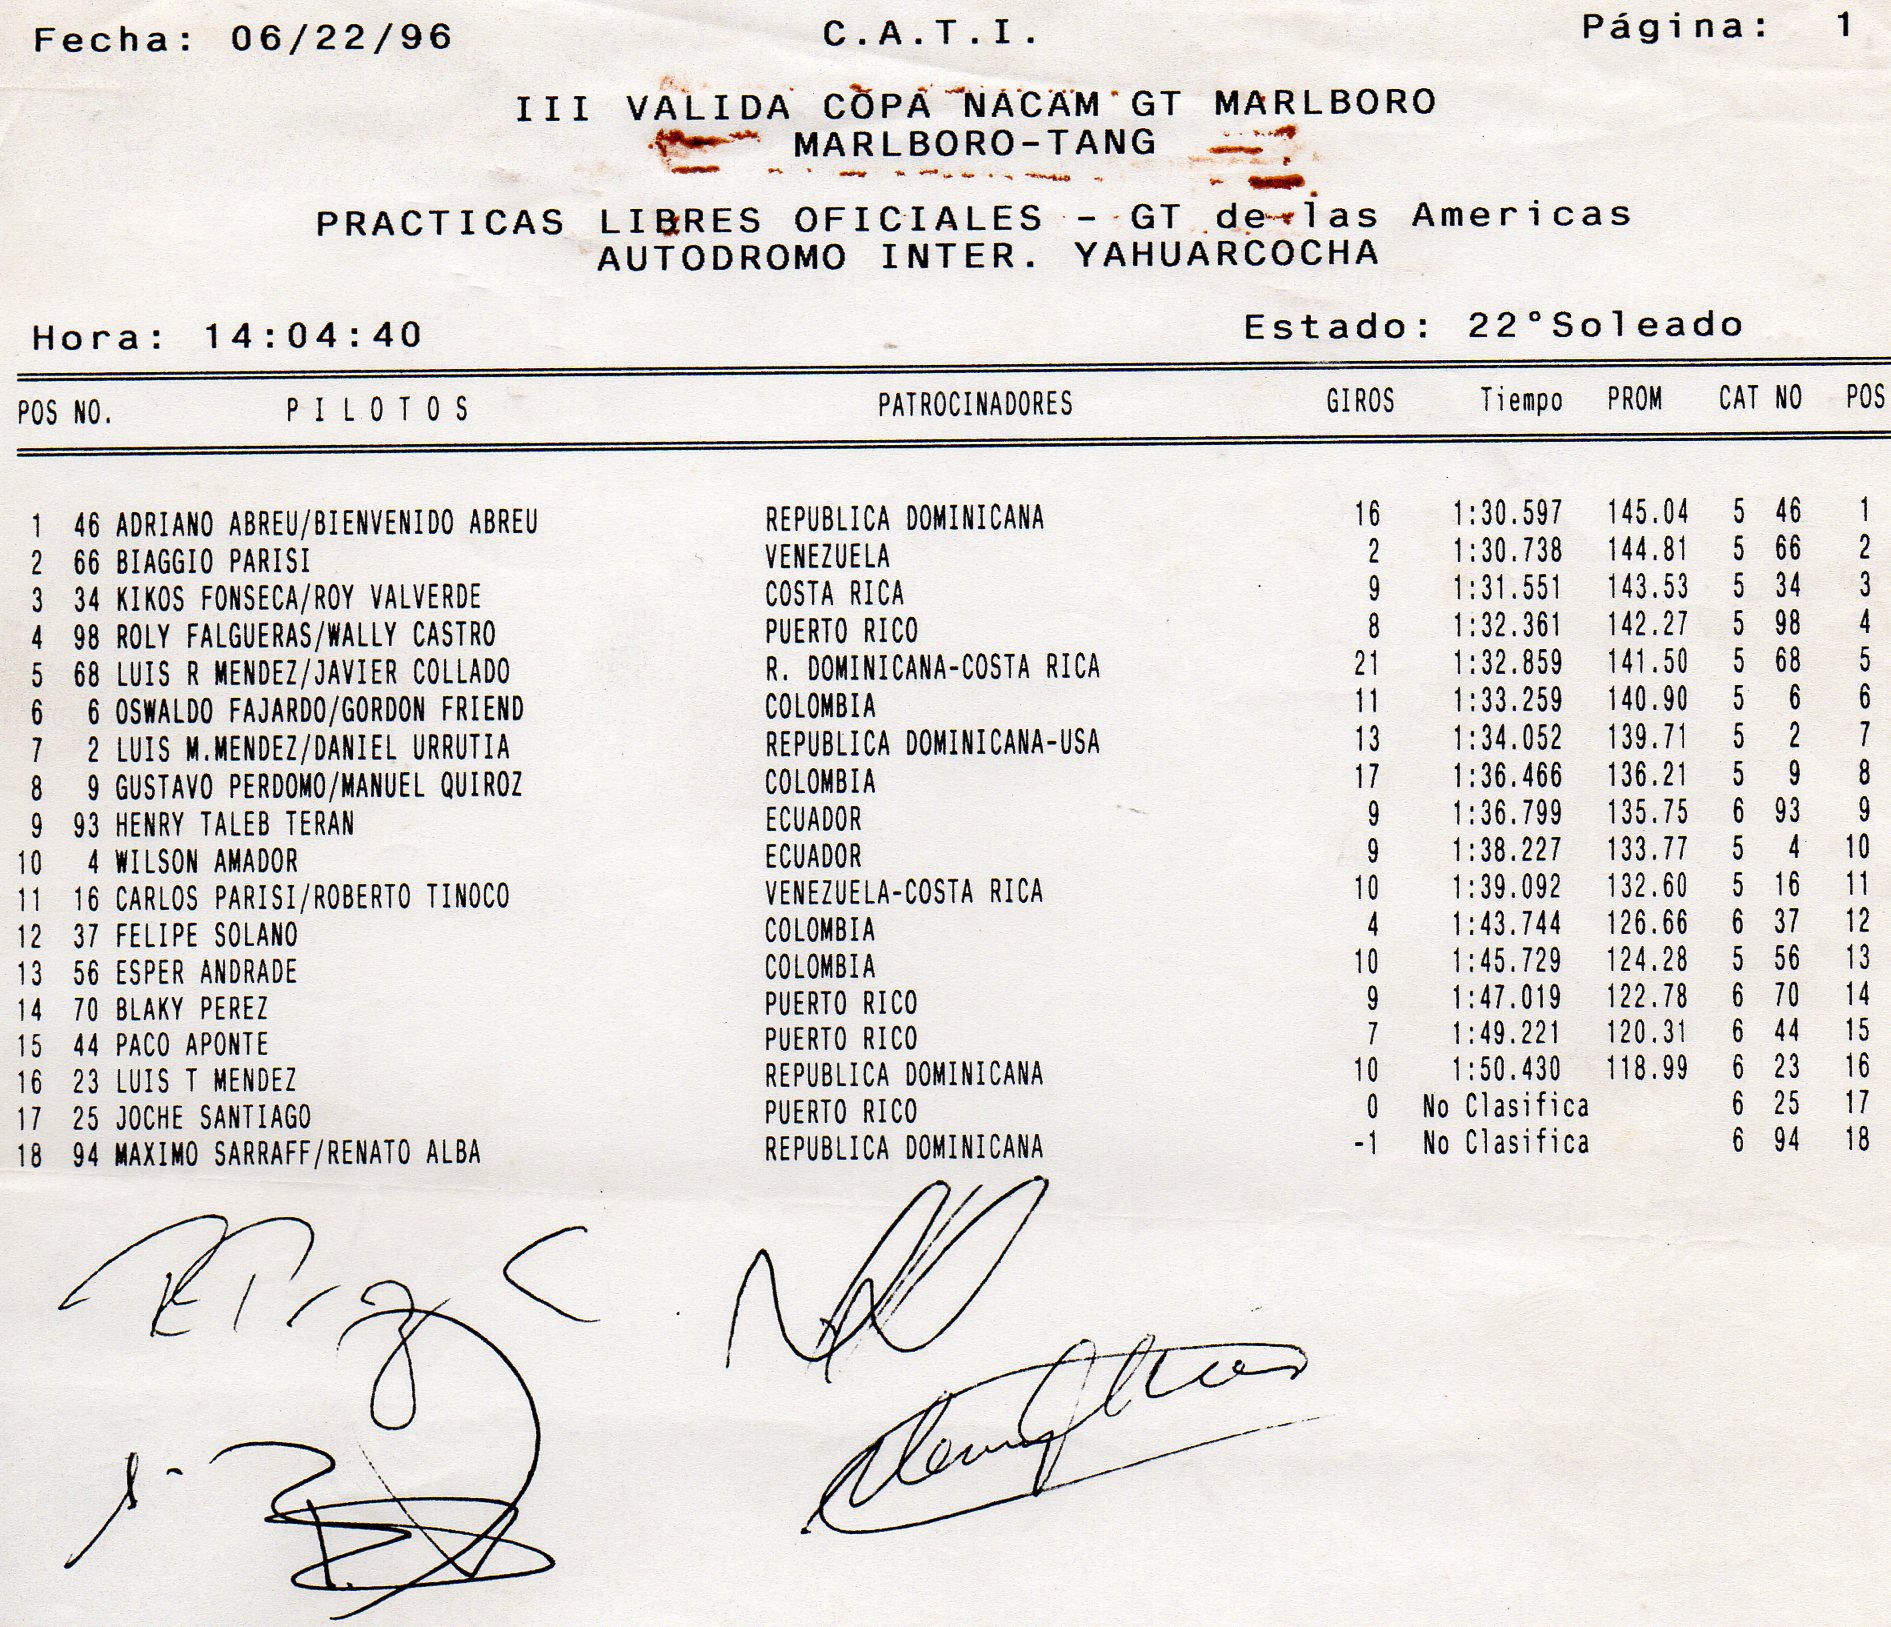 Fecha: 06/22/96 C.A.T.I. Página: 1
III VALIDA COPA NACAM GT MARLBORO
MARLBORO-TANG
PRACTICAS LIBRES OFICIALES - GT de las Americas
AUTODROMO INTER. YAHUARCOCHA
Hora: 14:04:40 Estado: 22°Soleado
POS NO. PILOTOS PATROCINADORES GIROS Tiempo PROM CAT NO POS
1 46 ADRIANO ABREU/BIENVENIDO ABREU REPUBLICA DOMINICANA 16 1:30.597 145.04 5 46 1
2 66 BIAGGIO PARISI VENEZUELA 2 1:30.738 144.81 5 66 2
3 34 KIKOS FONSECA/ROY VALVERDE COSTA RICA 9 1:31.551 143.53 5 34 3
4 98 ROLY FALGUERAS/WALLY CASTRO PUERTO RICO 8 1:32.361 142.27 5 98 4
5 68 LUIS R MENDEZ/JAVIER COLLADO R. DOMINICANA-COSTA RICA 21 1:32.859 141.50 5 68 5
6 6 OSWALDO FAJARDO/GORDON FRIEND COLOMBIA 11 1:33.259 140.90 5 6 6
7 2 LUIS M.MENDEZ/DANIEL URRUTIA REPUBLICA DOMINICANA-USA 13 1:34.052 139.71 5 2 7
8 9 GUSTAVO PERDOMO/MANUEL QUIROZ COLOMBIA 17 1:36.466 136.21 5 9 8
9 93 HENRY TALEB TERAN ECUADOR 9 1:36.799 135.75 6 93 9
10 4 WILSON AMADOR ECUADOR 9 1:38.227 133.77 5 4 10
11 16 CARLOS PARISI/ROBERTO TINOCO VENEZUELA-COSTA RICA 10 1:39.092 132.60 5 16 11
12 37 FELIPE SOLANO COLOMBIA 4 1:43.744 126.66 6 37 12
13 56 ESPER ANDRADE COLOMBIA 10 1:45.729 124.28 5 56 13
14 70 BLAKY PEREZ PUERTO RICO 9 1:47.019 122.78 6 70 14
15 44 PACO APONTE PUERTO RICO 7 1:49.221 120.31 6 44 15
16 23 LUIS T MENDEZ REPUBLICA DOMINICANA 10 1:50.430 118.99 6 23 16
17 25 JOCHE SANTIAGO PUERTO RICO 0 No Clasifica 6 25 17
18 94 MAXIMO SARRAFF/RENATO ALBA REPUBLICA DOMINICANA -1 No Clasifica 6 94 18